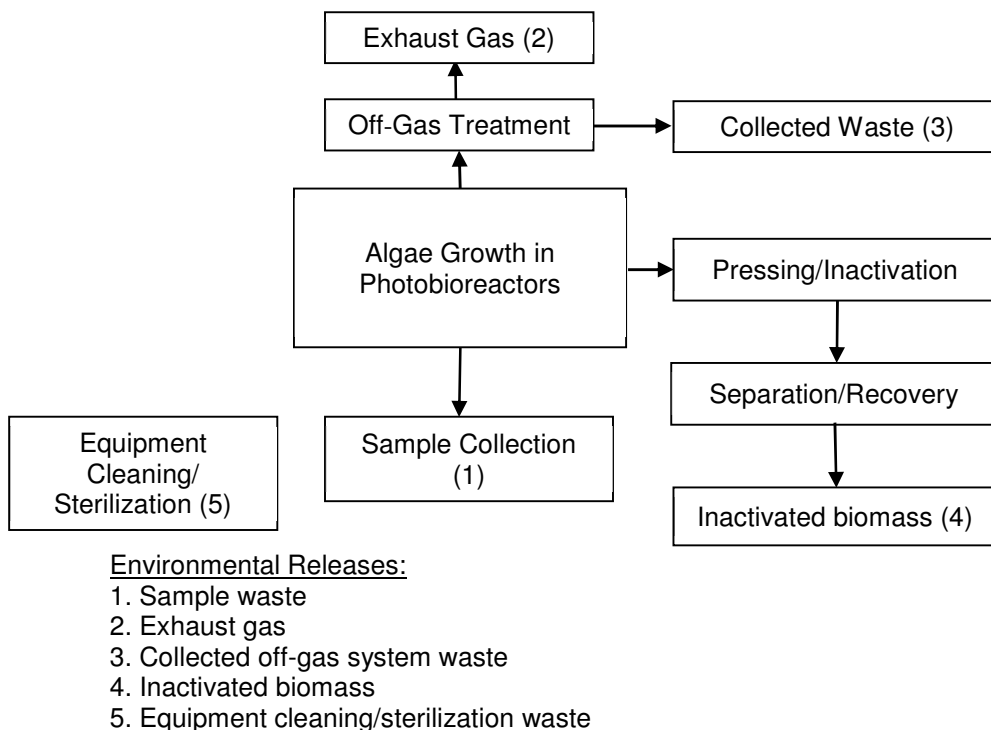 Exhaust Gas (2)
Off-Gas Treatment
Collected Waste (3)
Algae Growth in
Photobioreactors
Pressing/Inactivation
Separation/Recovery
Equipment
Cleaning/
Sterilization (5)
Sample Collection
(1)
Inactivated biomass (4)
Environmental Releases:
1. Sample waste
2. Exhaust gas
3. Collected off-gas system waste
4. Inactivated biomass
5. Equipment cleaning/sterilization waste